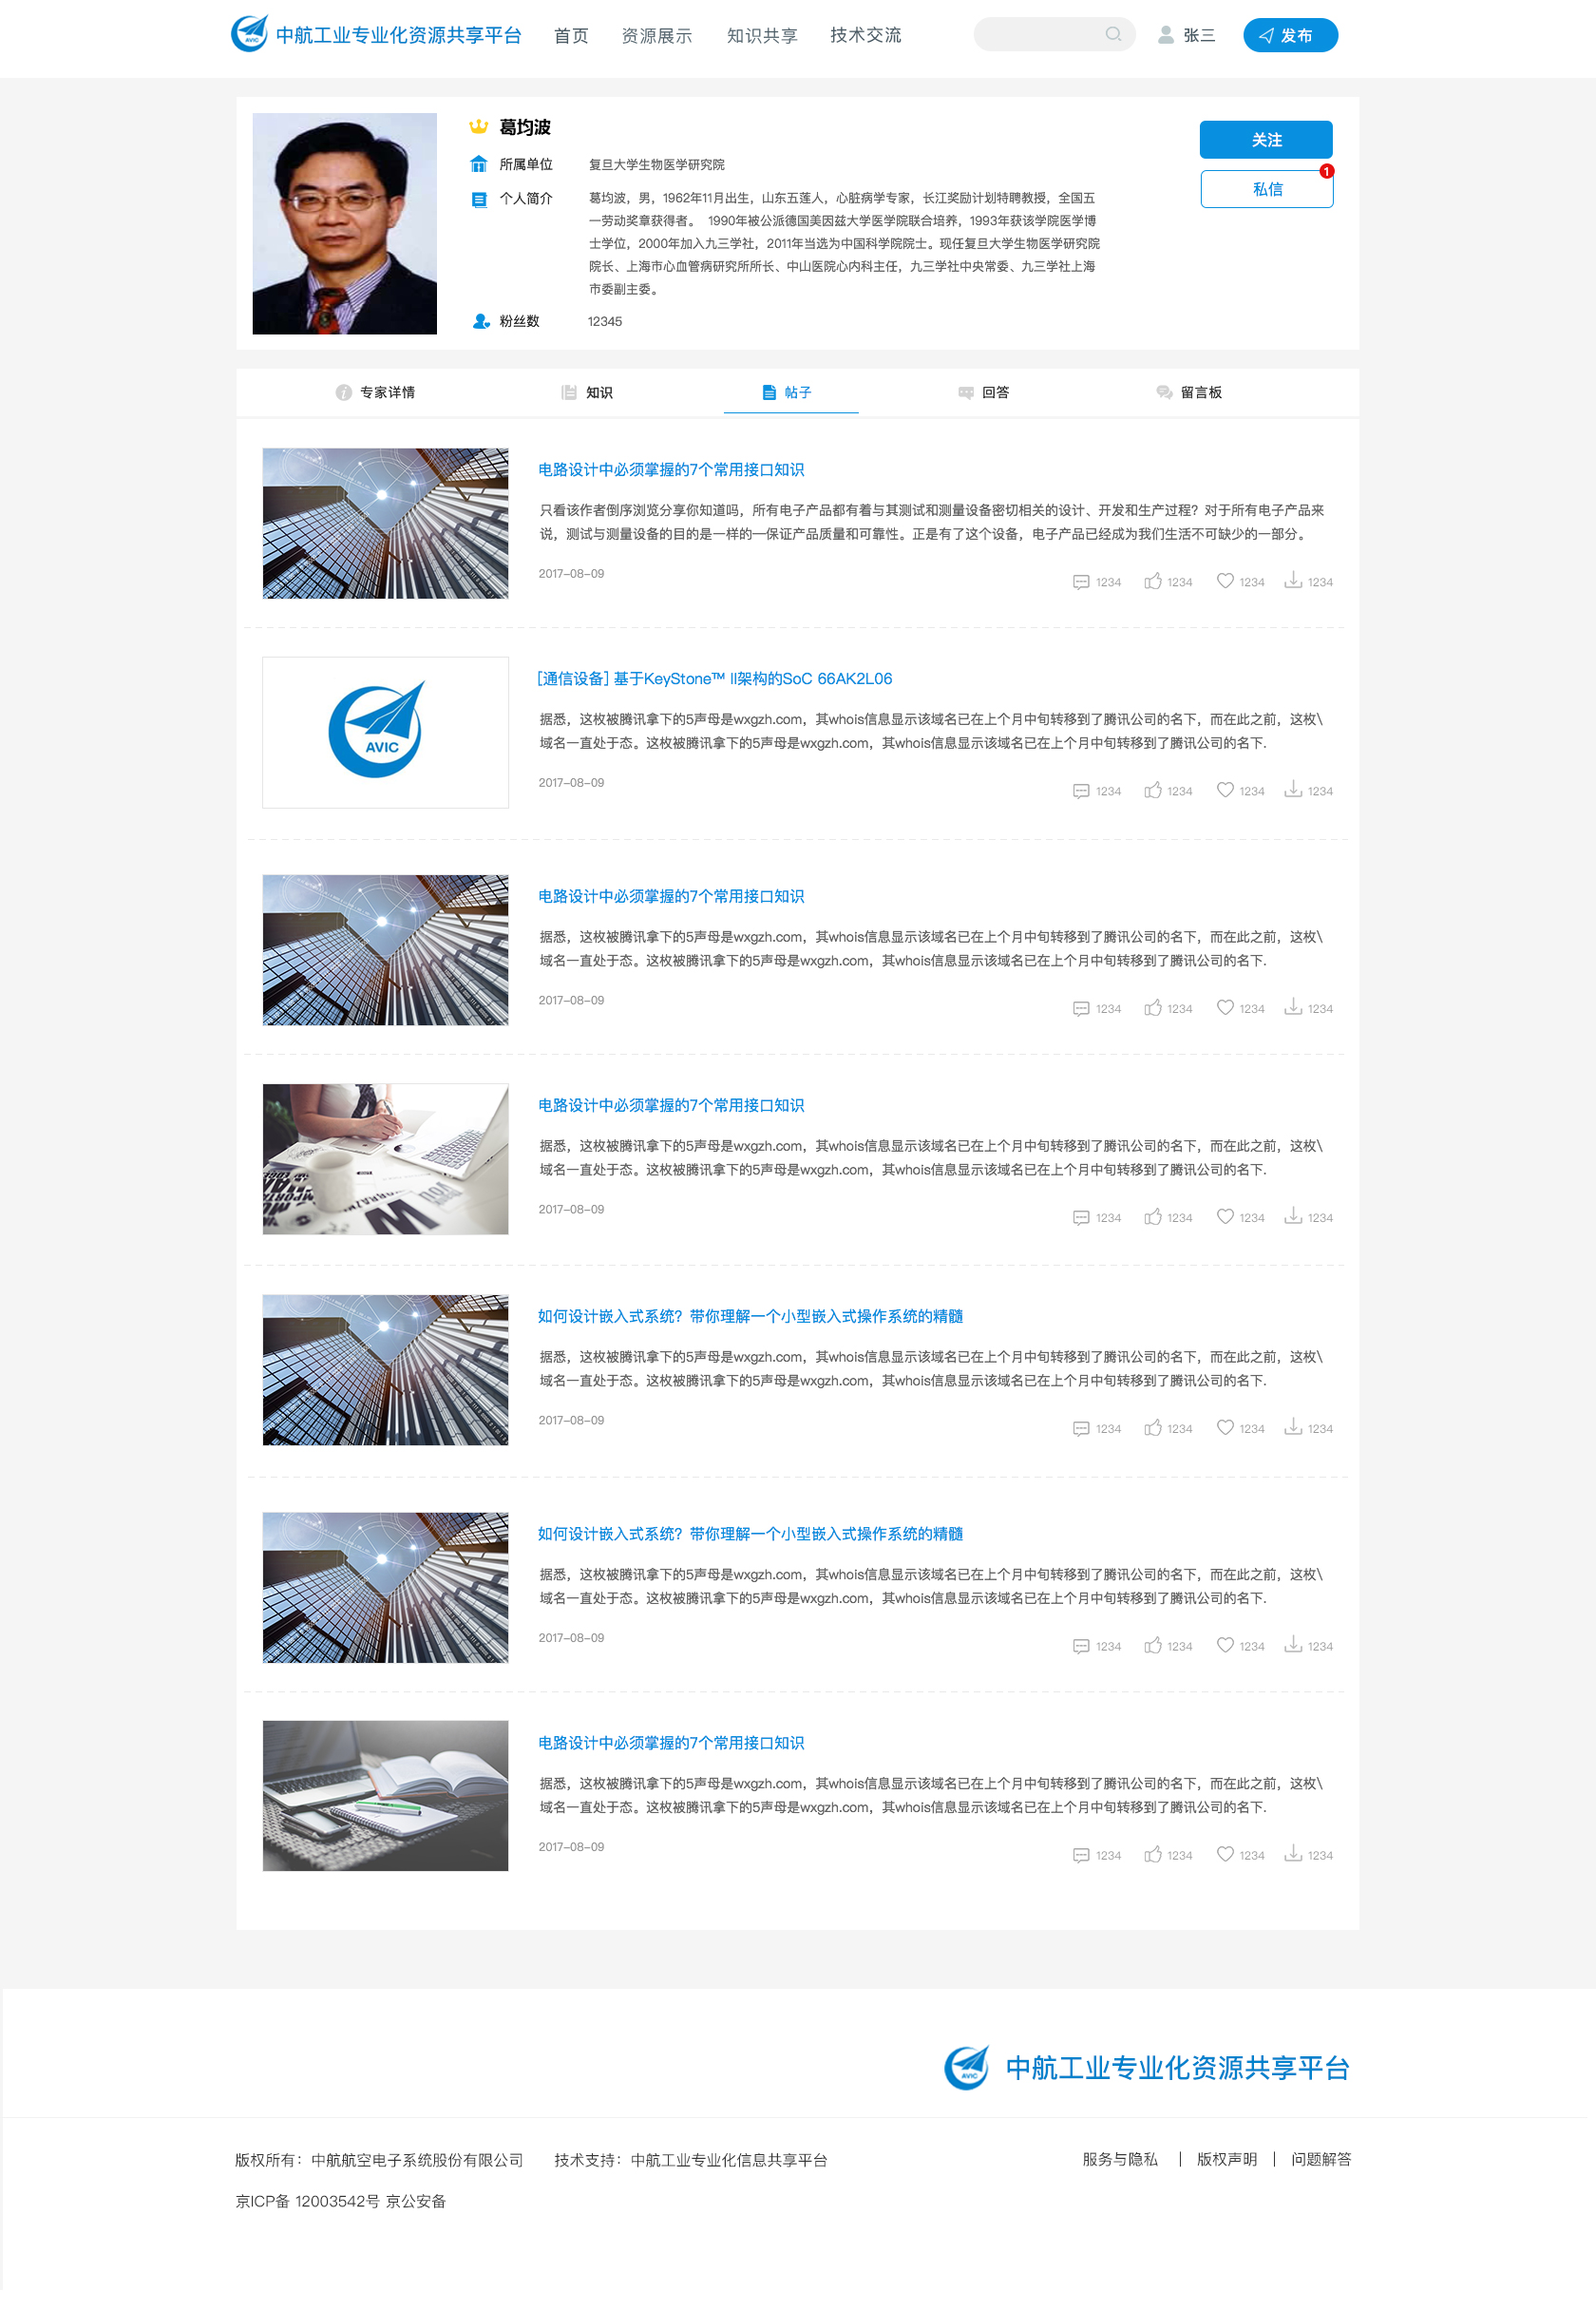 中航工业专业化资源共享平台 首页 资源展示 知识共享 技术交流 张三 发布
葛均波
关注
所属单位 复旦大学生物医学研究院
1
私信
个人简介 葛均波，男，1962年11月出生，山东五莲人，心脏病学专家，长江奖励计划特聘教授，全国五
一劳动奖章获得者。 1990年被公派德国美因兹大学医学院联合培养，1993年获该学院医学博
士学位，2000年加入九三学社，2011年当选为中国科学院院士。现任复旦大学生物医学研究院
院长、上海市心血管病研究所所长、中山医院心内科主任，九三学社中央常委、九三学社上海
市委副主委。
粉丝数 12345
专家详情 知识 帖子 回答 留言板
电路设计中必须掌握的7个常用接口知识
只看该作者倒序浏览分享你知道吗，所有电子产品都有着与其测试和测量设备密切相关的设计、开发和生产过程？对于所有电子产品来
说，测试与测量设备的目的是一样的—保证产品质量和可靠性。正是有了这个设备，电子产品已经成为我们生活不可缺少的一部分。
2017-08-09
1234 1234 1234 1234
AVIC
[通信设备] 基于KeyStone™ II架构的SoC 66AK2L06
据悉，这枚被腾讯拿下的5声母是wxgzh.com，其whois信息显示该域名已在上个月中旬转移到了腾讯公司的名下，而在此之前，这枚\
域名一直处于态。这枚被腾讯拿下的5声母是wxgzh.com，其whois信息显示该域名已在上个月中旬转移到了腾讯公司的名下.
2017-08-09
1234 1234 1234 1234
电路设计中必须掌握的7个常用接口知识
据悉，这枚被腾讯拿下的5声母是wxgzh.com，其whois信息显示该域名已在上个月中旬转移到了腾讯公司的名下，而在此之前，这枚\
域名一直处于态。这枚被腾讯拿下的5声母是wxgzh.com，其whois信息显示该域名已在上个月中旬转移到了腾讯公司的名下.
2017-08-09
1234 1234 1234 1234
电路设计中必须掌握的7个常用接口知识
据悉，这枚被腾讯拿下的5声母是wxgzh.com，其whois信息显示该域名已在上个月中旬转移到了腾讯公司的名下，而在此之前，这枚\
域名一直处于态。这枚被腾讯拿下的5声母是wxgzh.com，其whois信息显示该域名已在上个月中旬转移到了腾讯公司的名下.
2017-08-09
1234 1234 1234 1234
如何设计嵌入式系统？带你理解一个小型嵌入式操作系统的精髓
据悉，这枚被腾讯拿下的5声母是wxgzh.com，其whois信息显示该域名已在上个月中旬转移到了腾讯公司的名下，而在此之前，这枚\
域名一直处于态。这枚被腾讯拿下的5声母是wxgzh.com，其whois信息显示该域名已在上个月中旬转移到了腾讯公司的名下.
2017-08-09
1234 1234 1234 1234
如何设计嵌入式系统？带你理解一个小型嵌入式操作系统的精髓
据悉，这枚被腾讯拿下的5声母是wxgzh.com，其whois信息显示该域名已在上个月中旬转移到了腾讯公司的名下，而在此之前，这枚\
域名一直处于态。这枚被腾讯拿下的5声母是wxgzh.com，其whois信息显示该域名已在上个月中旬转移到了腾讯公司的名下.
2017-08-09
1234 1234 1234 1234
电路设计中必须掌握的7个常用接口知识
据悉，这枚被腾讯拿下的5声母是wxgzh.com，其whois信息显示该域名已在上个月中旬转移到了腾讯公司的名下，而在此之前，这枚\
域名一直处于态。这枚被腾讯拿下的5声母是wxgzh.com，其whois信息显示该域名已在上个月中旬转移到了腾讯公司的名下.
2017-08-09
1234 1234 1234 1234
AVIC 中航工业专业化资源共享平台
版权所有：中航航空电子系统股份有限公司 技术支持：中航工业专业化信息共享平台 服务与隐私 | 版权声明 | 问题解答
京ICP备 12003542号 京公安备